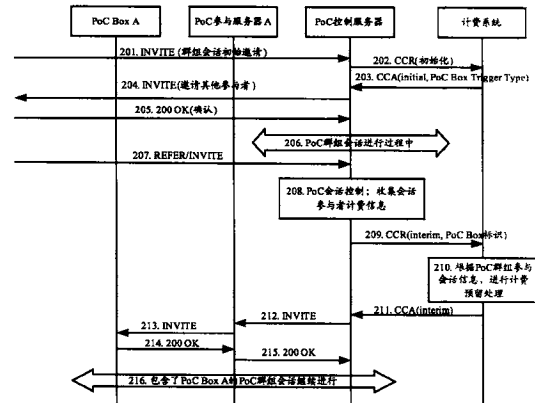 PoC Box A
PoC参与服务器A
PoC控制服务器
计费系统
201. INVITE (群组会话初始邀请)
202. CCR(初始化)
203. CCA(initial, PoC Box Trigger Type)
204. INVITE(邀请其他参与者)
205. 200 OK(确认)
206. PoC群组会话进行过程中
207. REFER/INVITE
208. PoC会话控制；收集会话
参与者计费信息
209. CCR(interim, PoC Box标识)
210. 根据PoC群组参与
会话信息，进行计费
预留处理
211. CCA(interim)
212. INVITE
213. INVITE
214. 200 OK
215. 200 OK
216. 包含了PoC Box A的PoC群组会话继续进行